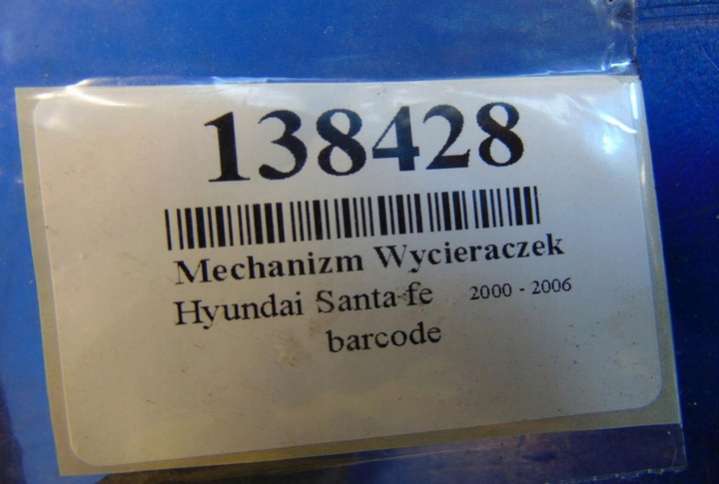 138428
Mechanizm Wycieraczek
Hyundai Santa-fe 2000 - 2006
barcode